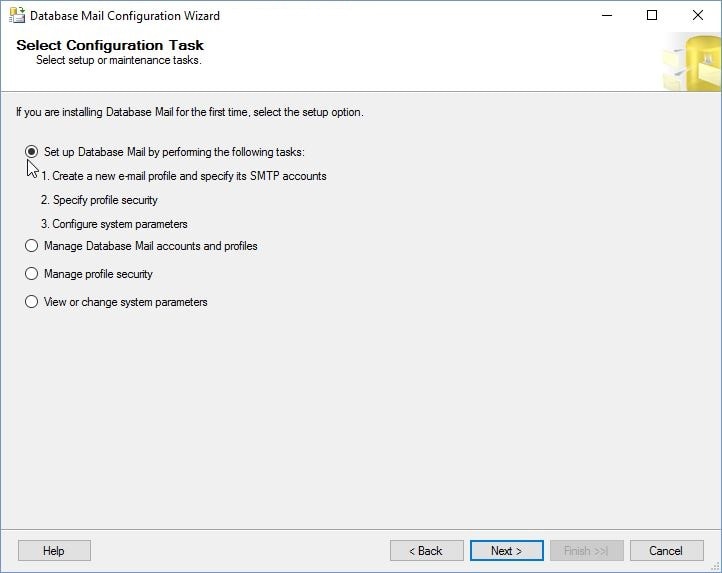 Database Mail Configuration Wizard
Select Configuration Task
Select setup or maintenance tasks.
If you are installing Database Mail for the first time, select the setup option.
Set up Database Mail by performing the following tasks:
1. Create a new e-mail profile and specify its SMTP accounts
2. Specify profile security
3. Configure system parameters
Manage Database Mail accounts and profiles
Manage profile security
View or change system parameters
Help
< Back
Next >
Finish >>|
Cancel